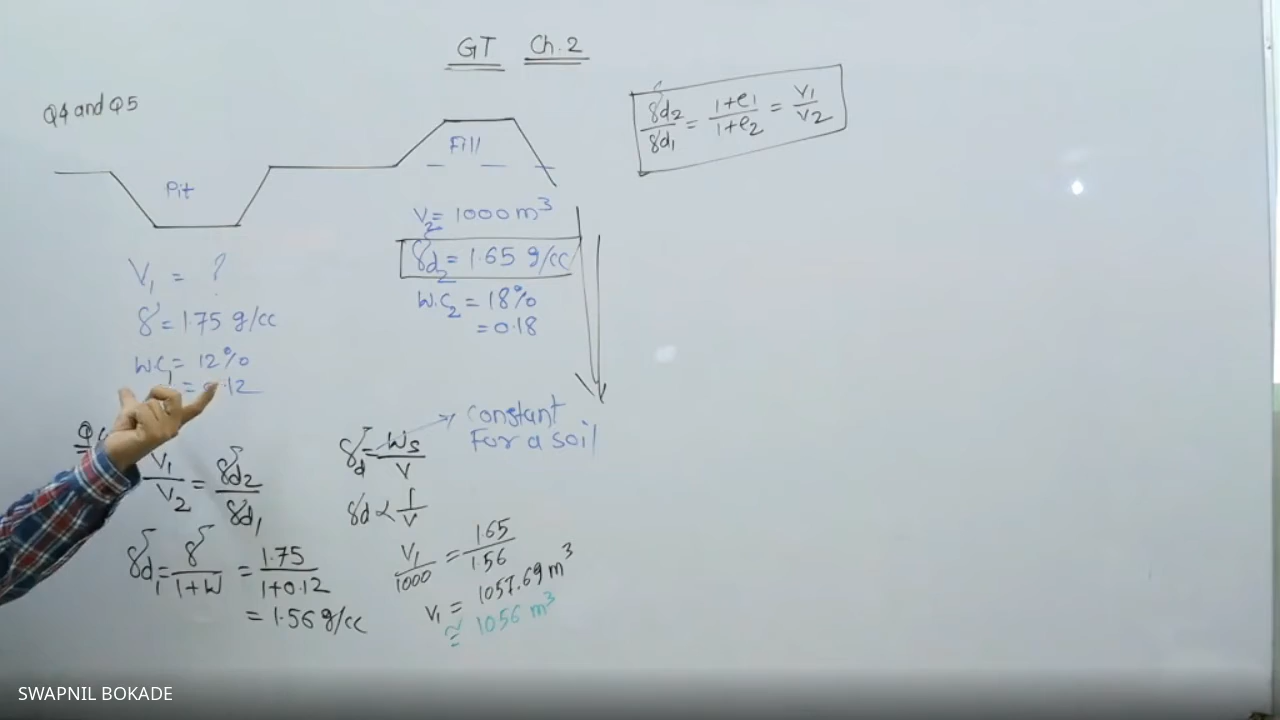 GT Ch.2
Q4 and Q5
Pit
Fill
γd2/γd1 = 1+e1/1+e2 = V1/V2
V1 = ?
γ = 1.75 g/cc
W.C1 = 12%
= 0.12
V2 = 1000 m³
γd2 = 1.65 g/cc
W.C2 = 18%
= 0.18
V1/V2 = γd2/γd1
γd1 = γ/1+W = 1.75/1+0.12
= 1.56 g/cc
γd = Ws/V
constant
For a soil
γd ∝ 1/V
V1/1000 = 1.65/1.56
V1 = 1057.69 m³
≅ 1056 m³
SWAPNIL BOKADE